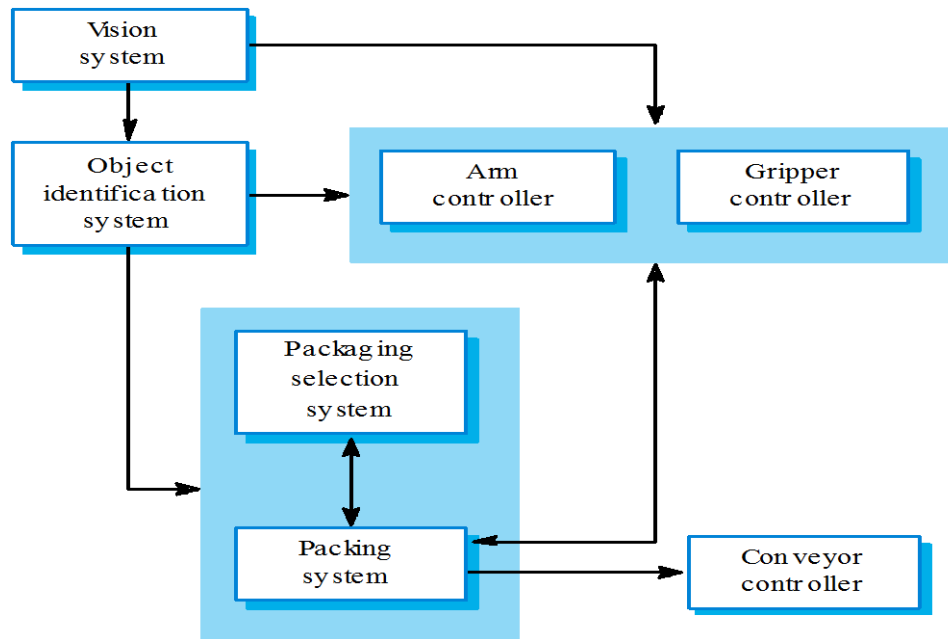 Vision
system
Object
identification
system
Arm
controller
Gripper
controller
Packaging
selection
system
Packing
system
Conveyor
controller